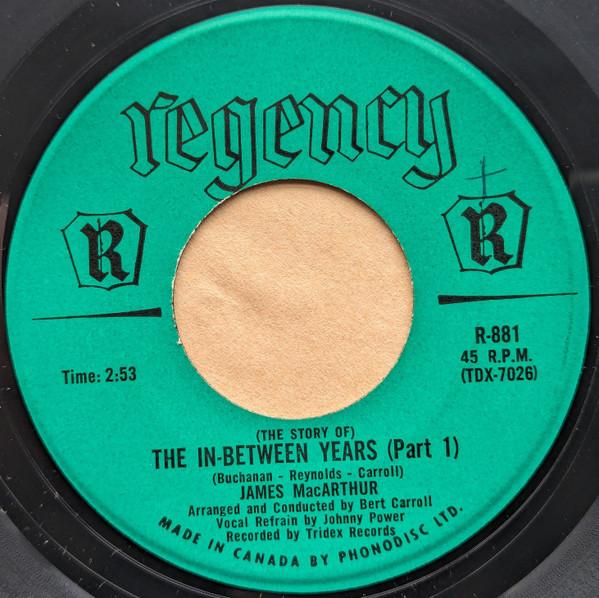 regency
R
R
Time: 2:53
R-881
45 R.P.M.
(TDX-7026)
(THE STORY OF)
THE IN-BETWEEN YEARS (Part 1)
(Buchanan - Reynolds - Carroll)
JAMES MacARTHUR
Arranged and Conducted by Bert Carroll
Vocal Refrain by Johnny Power
Recorded by Tridex Records
MADE IN CANADA BY PHONODISC LTD.